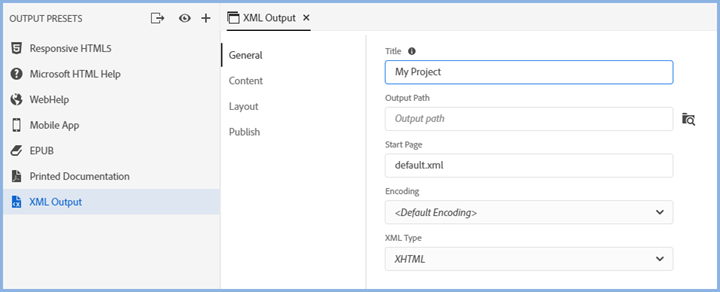 OUTPUT PRESETS
Responsive HTML5
Microsoft HTML Help
WebHelp
Mobile App
EPUB
Printed Documentation
XML Output
XML Output
General
Content
Layout
Publish
Title
My Project
Output Path
Output path
Start Page
default.xml
Encoding
<Default Encoding>
XML Type
XHTML